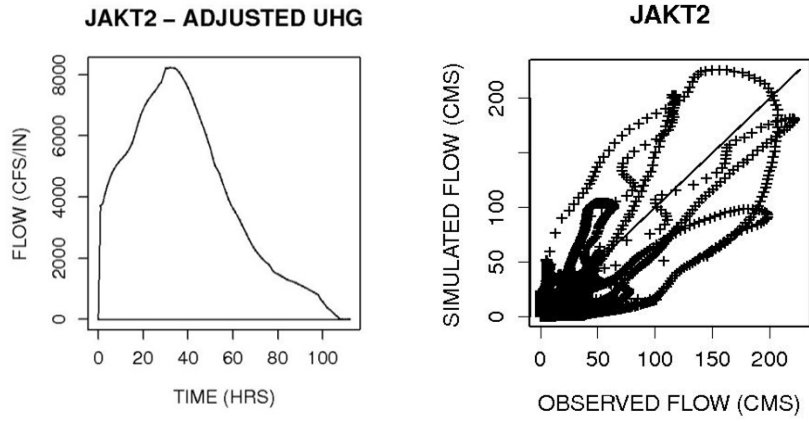 JAKT2 – ADJUSTED UHG
FLOW (CFS/IN)
8000
6000
4000
2000
0
0 20 40 60 80 100
TIME (HRS)
JAKT2
SIMULATED FLOW (CMS)
200
100
50
0
0 50 100 150 200
OBSERVED FLOW (CMS)